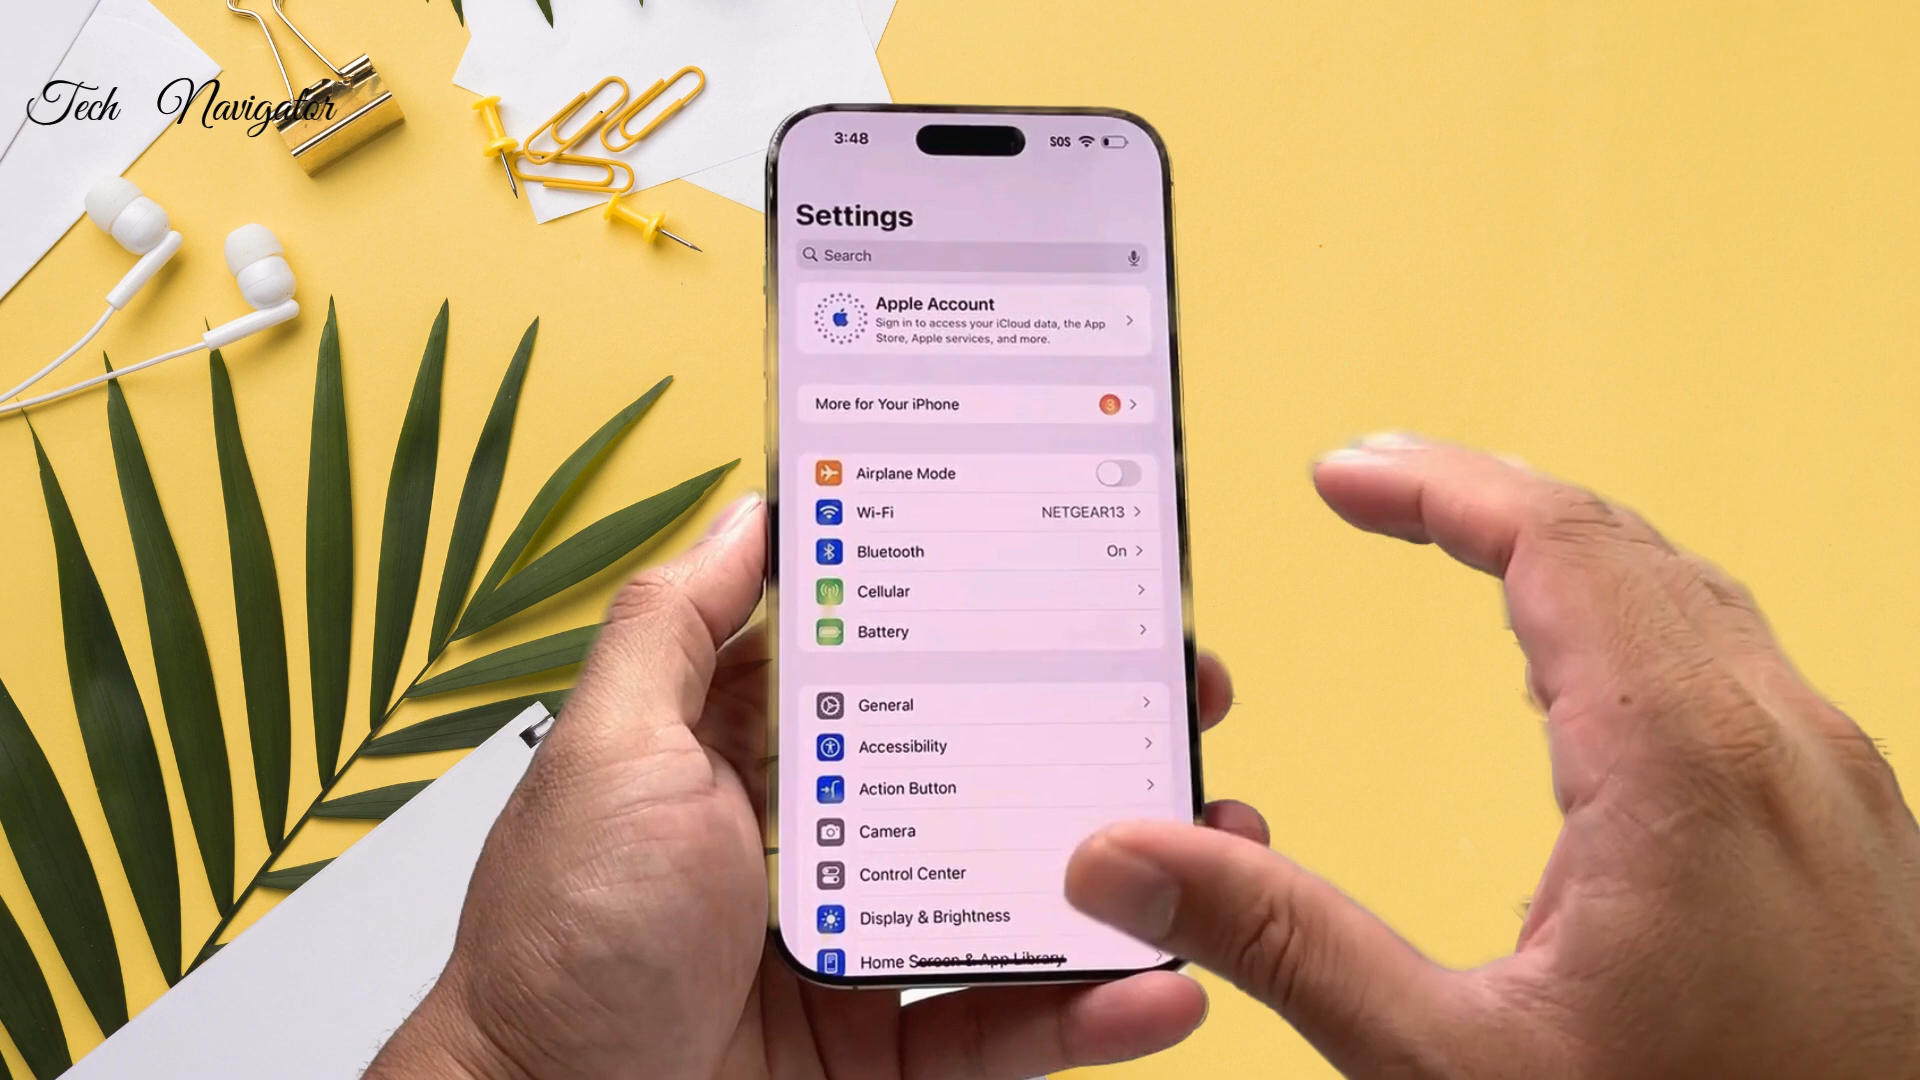 Tech Navigator
3:48
SOS
Settings
Search
Apple Account
Sign in to access your iCloud data, the App
Store, Apple services, and more.
More for Your iPhone
3
Airplane Mode
Wi-Fi
NETGEAR13
Bluetooth
On
Cellular
Battery
General
Accessibility
Action Button
Camera
Control Center
Display & Brightness
Home Screen & App Library